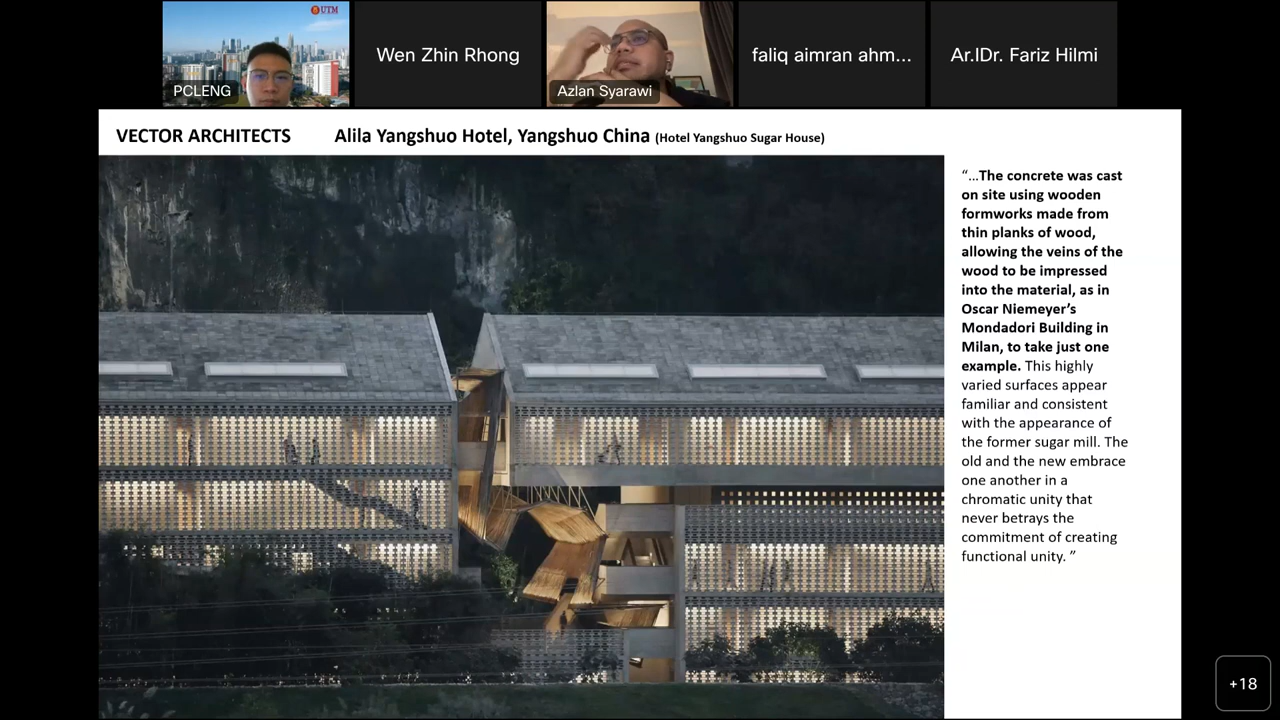 UTM
PCLENG
Wen Zhin Rhong
Azlan Syarawi
faliq aimran ahm...
Ar.IDr. Fariz Hilmi
VECTOR ARCHITECTS Alila Yangshuo Hotel, Yangshuo China (Hotel Yangshuo Sugar House)
“...The concrete was cast
on site using wooden
formworks made from
thin planks of wood,
allowing the veins of the
wood to be impressed
into the material, as in
Oscar Niemeyer’s
Mondadori Building in
Milan, to take just one
example. This highly
varied surfaces appear
familiar and consistent
with the appearance of
the former sugar mill. The
old and the new embrace
one another in a
chromatic unity that
never betrays the
commitment of creating
functional unity. ”
+18